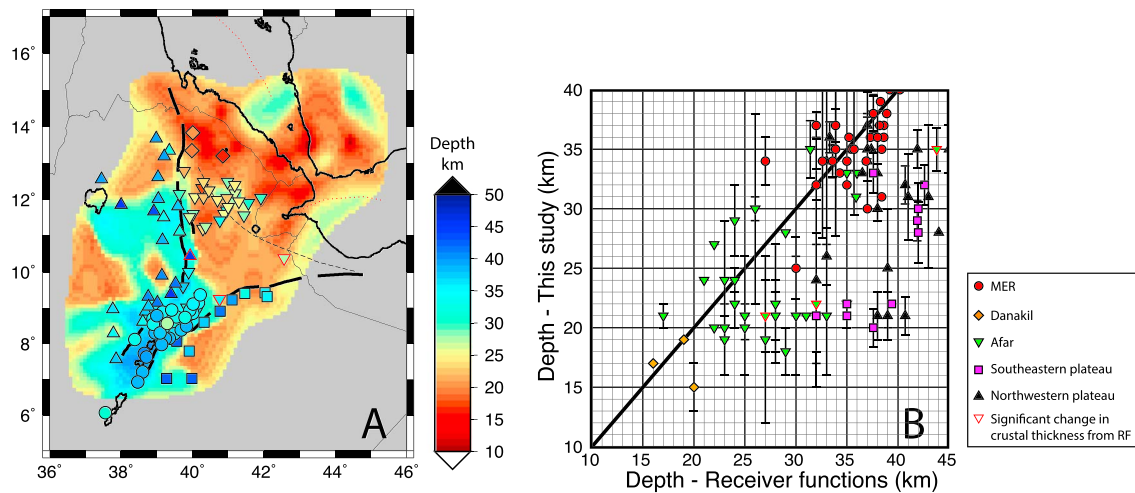 16°
14°
12°
10°
8°
6°
36°
38°
40°
42°
44°
46°
A
Depth
km
50
45
40
35
30
25
20
15
10
Depth - This study (km)
40
35
30
25
20
15
10
10
15
20
25
30
35
40
45
Depth - Receiver functions (km)
B
MER
Danakil
Afar
Southeastern plateau
Northwestern plateau
Significant change in
crustal thickness from RF